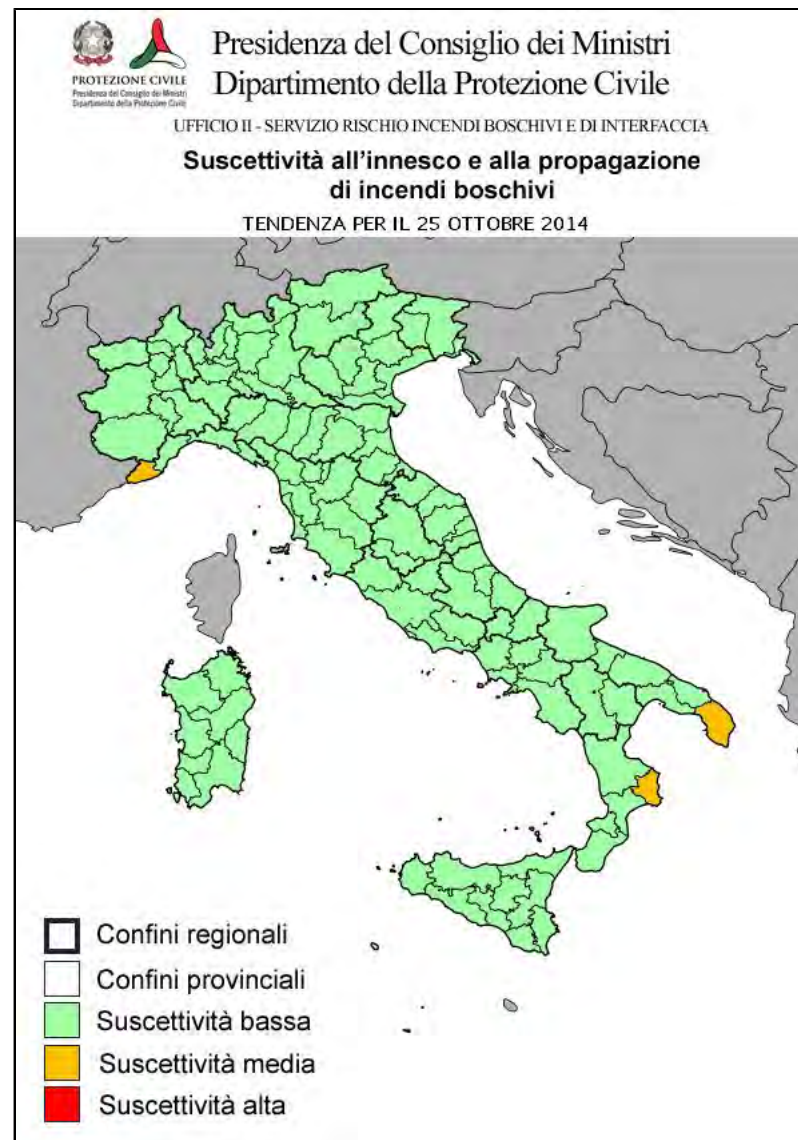 PROTEZIONE CIVILE
Presidenza del Consiglio dei Ministri
Dipartimento della Protezione Civile
Presidenza del Consiglio dei Ministri
Dipartimento della Protezione Civile
UFFICIO II - SERVIZIO RISCHIO INCENDI BOSCHIVI E DI INTERFACCIA
Suscettività all'innesco e alla propagazione
di incendi boschivi
TENDENZA PER IL 25 OTTOBRE 2014
Confini regionali
Confini provinciali
Suscettività bassa
Suscettività media
Suscettività alta